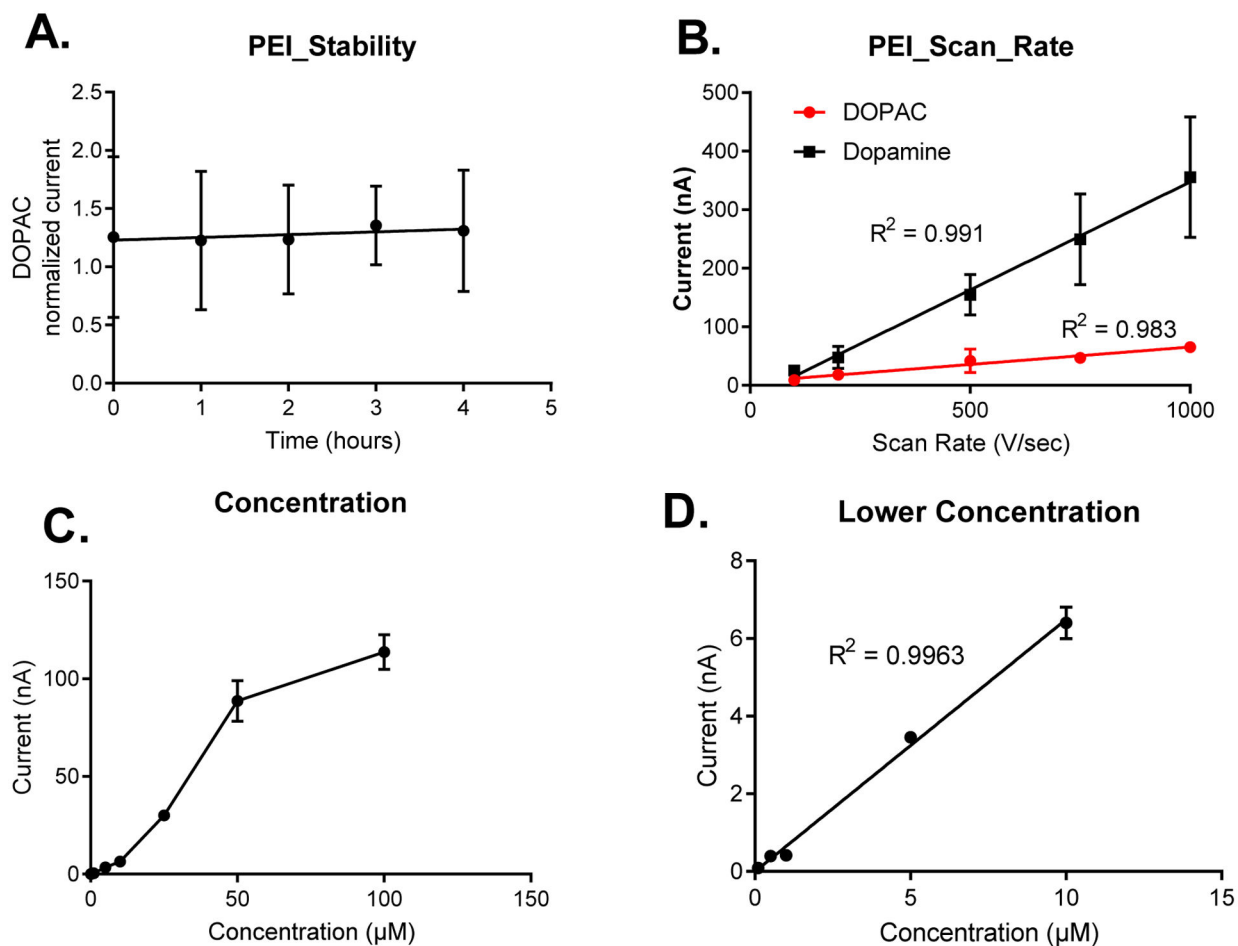 A.
PEI_Stability
DOPAC
normalized current
2.5
2.0
1.5
1.0
0.5
0.0
0 1 2 3 4 5
Time (hours)
B.
PEI_Scan_Rate
Current (nA)
500
400
300
200
100
0
DOPAC
Dopamine
R² = 0.991
R² = 0.983
0 500 1000
Scan Rate (V/sec)
C.
Concentration
Current (nA)
150
100
50
0
0 50 100 150
Concentration (µM)
D.
Lower Concentration
Current (nA)
8
6
4
2
0
R² = 0.9963
0 5 10 15
Concentration (µM)